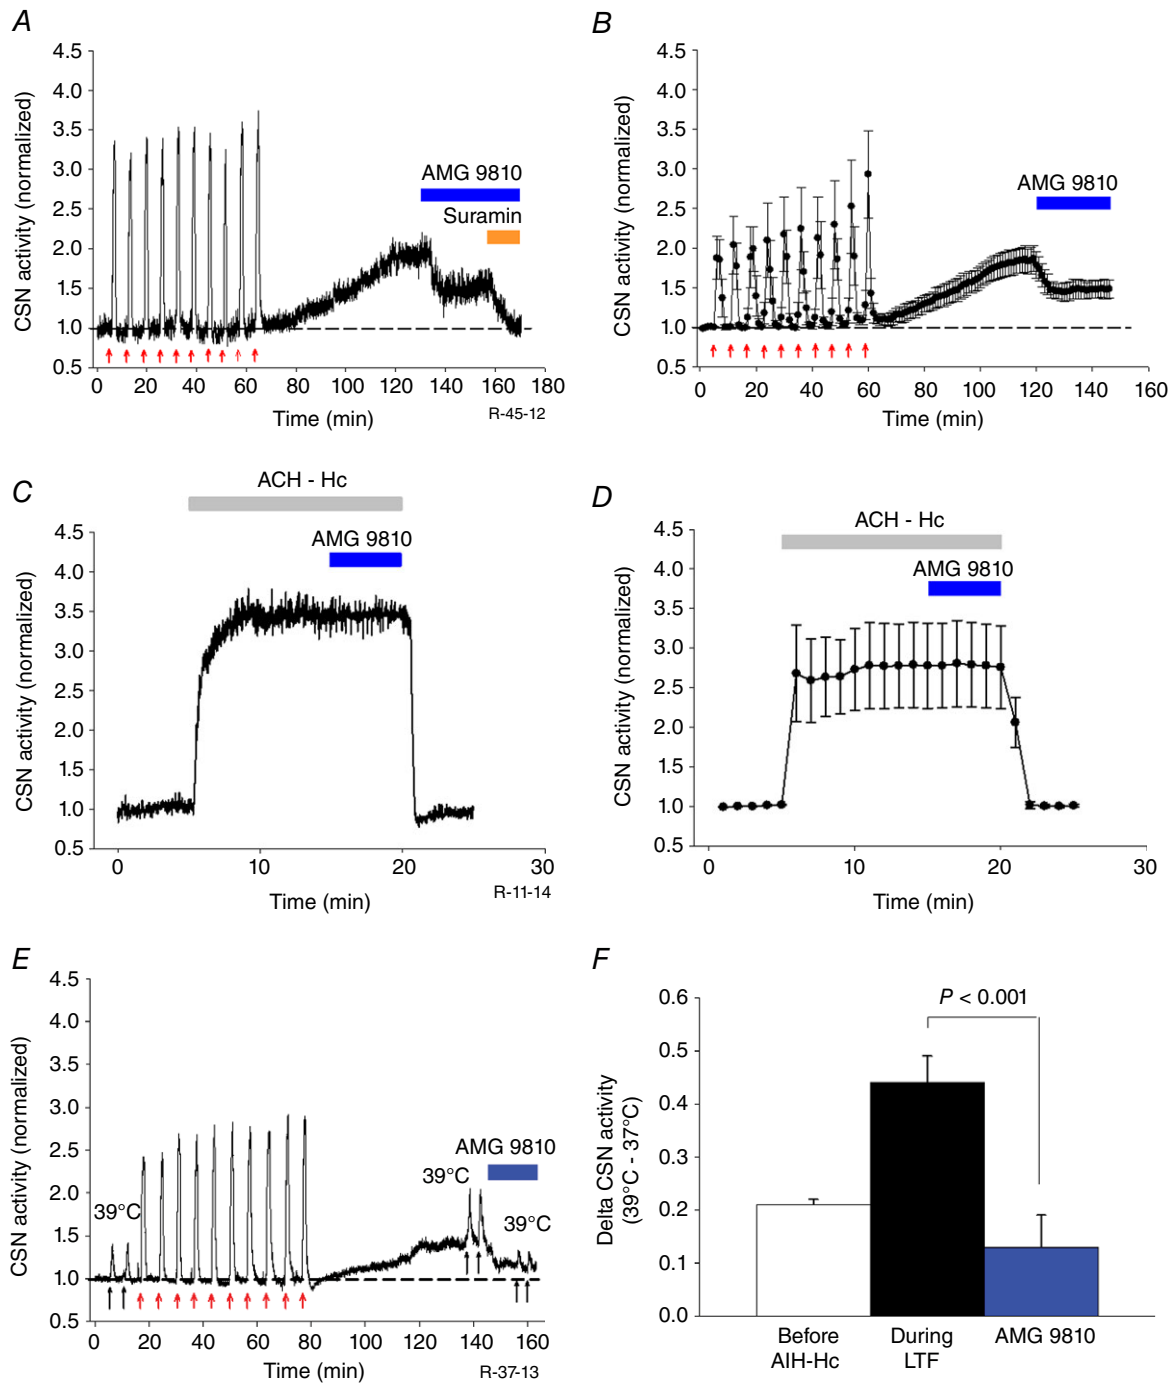 A
CSN activity (normalized)
4.5
4.0
3.5
3.0
2.5
2.0
1.5
1.0
0.5
AMG 9810
Suramin
0 20 40 60 80 100 120 140 160 180
Time (min)
R-45-12
B
CSN activity (normalized)
4.5
4.0
3.5
3.0
2.5
2.0
1.5
1.0
0.5
AMG 9810
0 20 40 60 80 100 120 140 160
Time (min)
C
ACH - Hc
AMG 9810
CSN activity (normalized)
4.5
4.0
3.5
3.0
2.5
2.0
1.5
1.0
0.5
0 10 20 30
Time (min)
R-11-14
D
ACH - Hc
AMG 9810
CSN activity (normalized)
4.5
4.0
3.5
3.0
2.5
2.0
1.5
1.0
0.5
0 10 20 30
Time (min)
E
CSN activity (normalized)
4.5
4.0
3.5
3.0
2.5
2.0
1.5
1.0
0.5
39°C
AMG 9810
39°C
39°C
0 20 40 60 80 100 120 140 160
Time (min)
R-37-13
F
Delta CSN activity
(39°C - 37°C)
0.6
0.5
0.4
0.3
0.2
0.1
0.0
P < 0.001
Before
AIH-Hc
During
LTF
AMG 9810